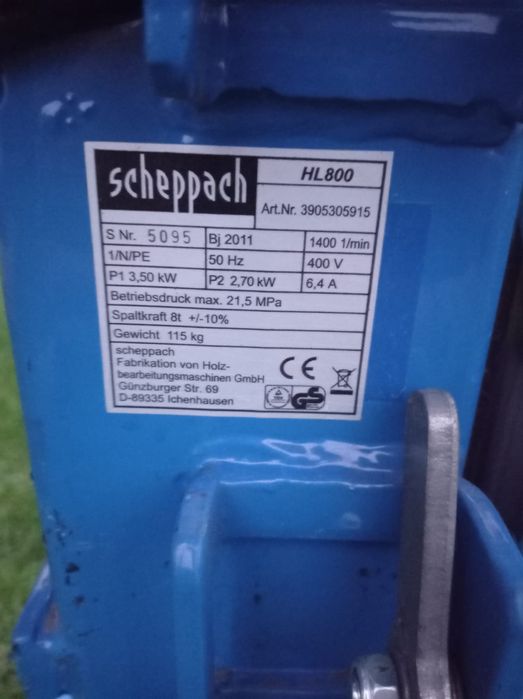 scheppach
HL800
Art.Nr. 3905305915
S Nr. 5095 Bj 2011 1400 1/min
1/N/PE 50 Hz 400 V
P1 3,50 kW P2 2,70 kW 6,4 A
Betriebsdruck max. 21,5 MPa
Spaltkraft 8t +/-10%
Gewicht 115 kg
scheppach
Fabrikation von Holz-
bearbeitungsmaschinen GmbH
Günzburger Str. 69
D-89335 Ichenhausen
CE
GS